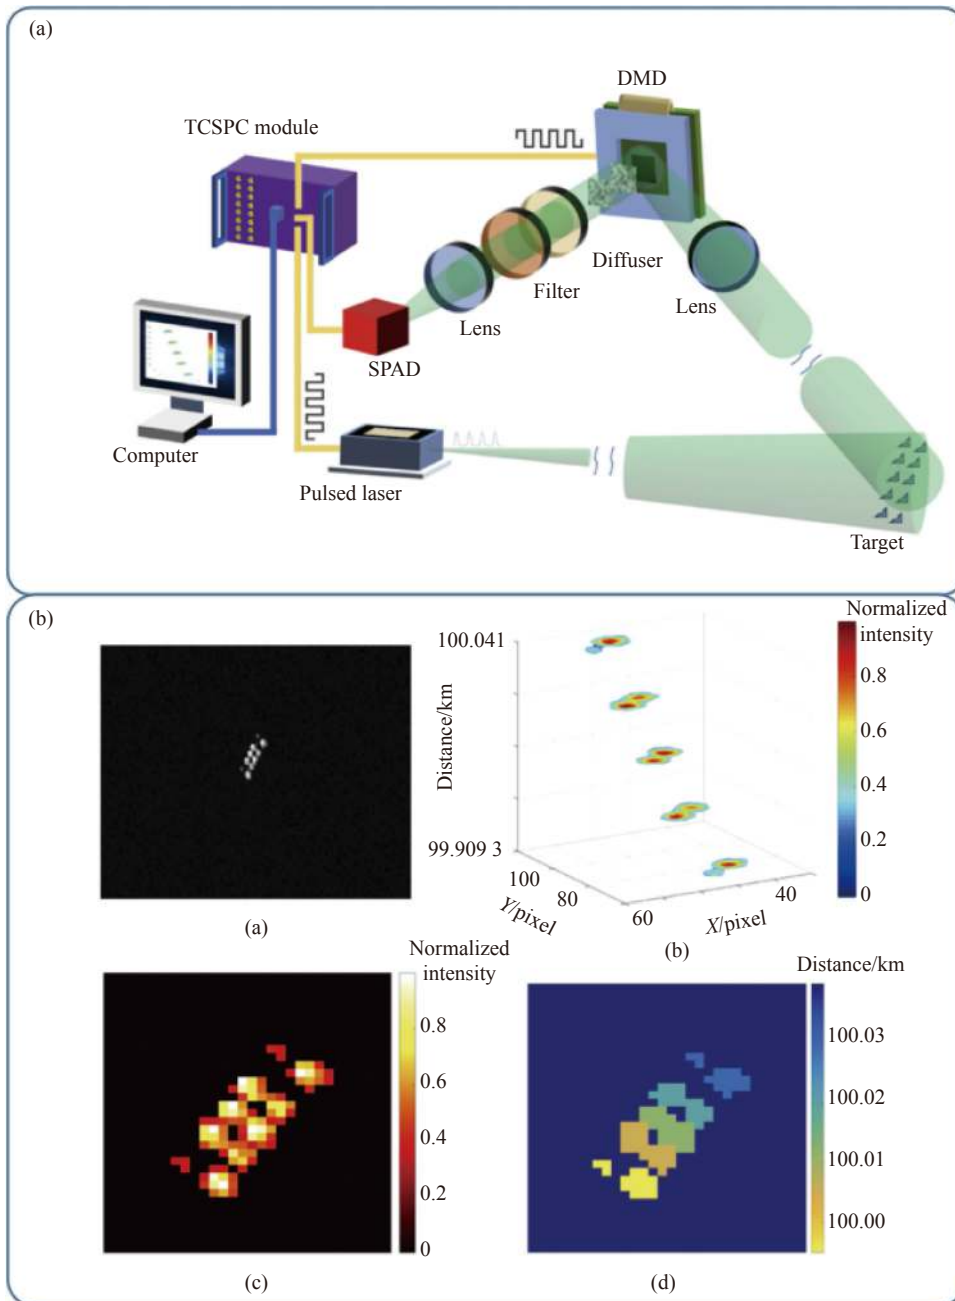 (a)
DMD
TCSPC module
Diffuser
Filter
Lens
Lens
SPAD
Computer
Pulsed laser
Target
(b)
Normalized
intensity
100.041
0.8
0.6
Distance/km
0.4
0.2
99.909 3
0
100
80
Y/pixel
60
40
X/pixel
(a)
(b)
Normalized
intensity
0.8
0.6
0.4
0.2
0
Distance/km
100.03
100.02
100.01
100.00
(c)
(d)